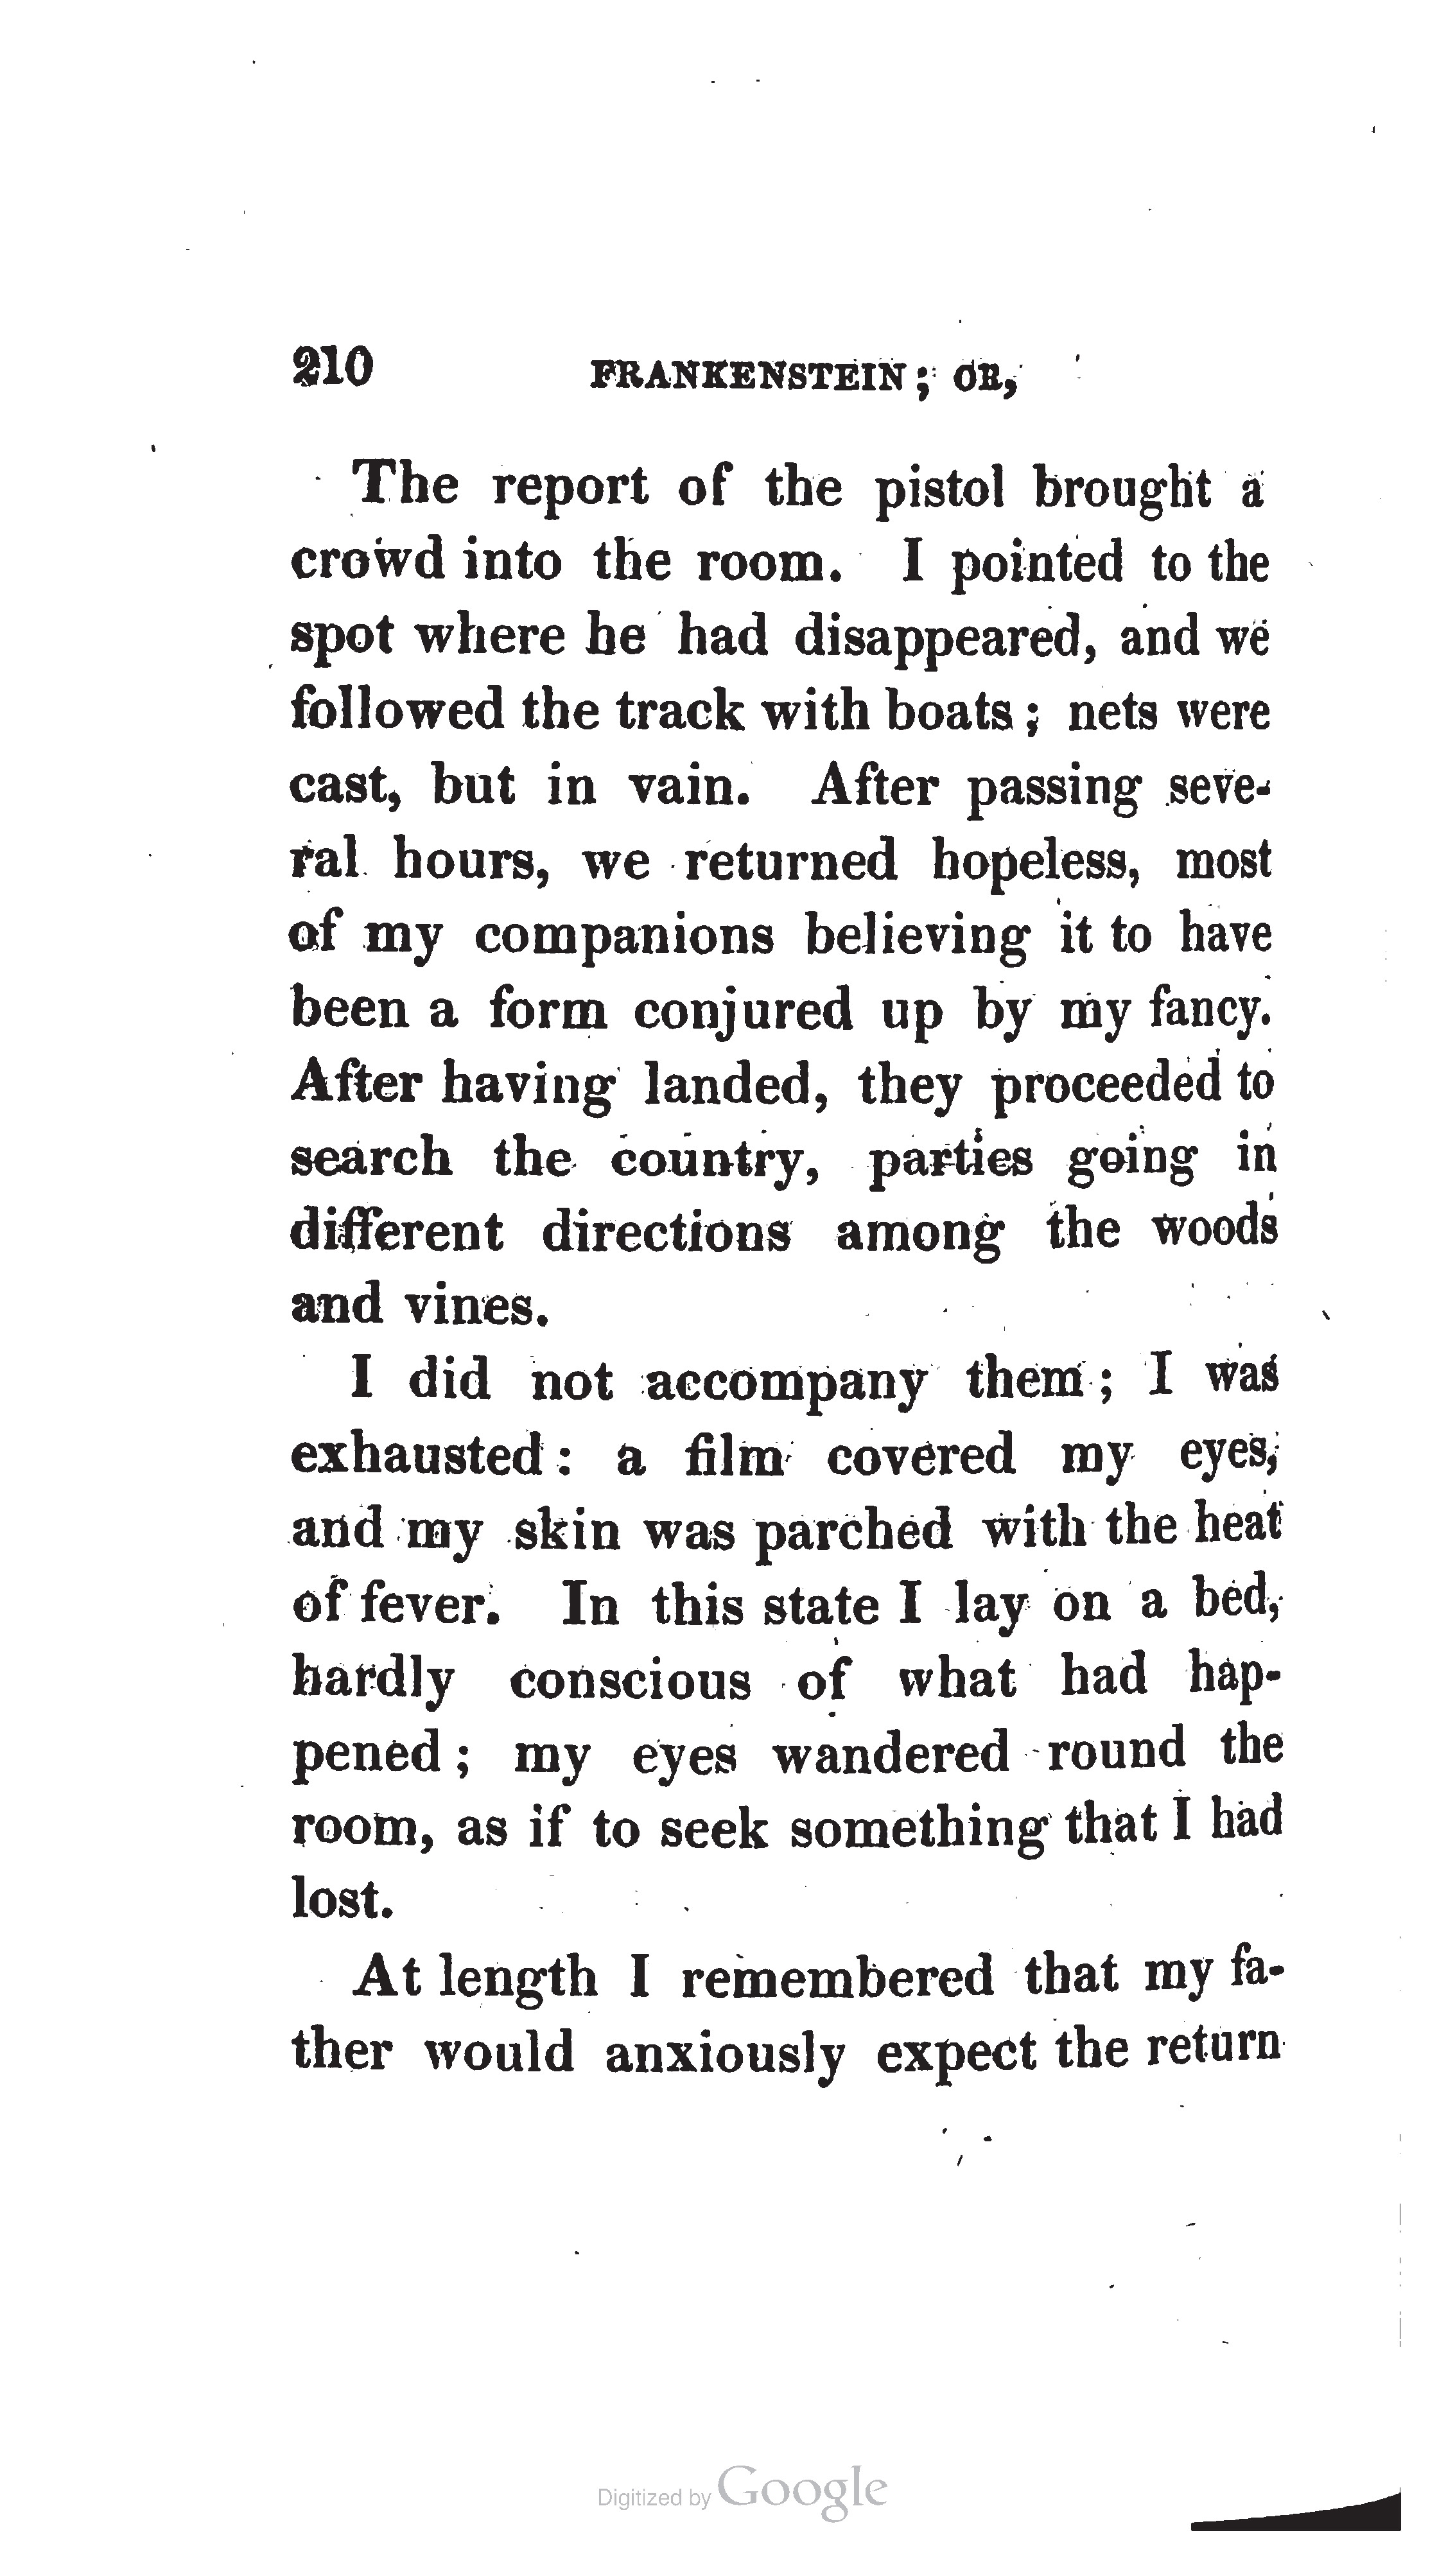 210 FRANKENSTEIN; OR,
The report of the pistol brought a
crowd into the room. I pointed to the
spot where he had disappeared, and we
followed the track with boats; nets were
cast, but in vain. After passing seve-
ral hours, we returned hopeless, most
of my companions believing it to have
been a form conjured up by my fancy.
After having landed, they proceeded to
search the country, parties going in
different directions among the woods
and vines.
I did not accompany them; I was
exhausted: a film covered my eyes,
and my skin was parched with the heat
of fever. In this state I lay on a bed,
hardly conscious of what had hap-
pened; my eyes wandered round the
room, as if to seek something that I had
lost.
At length I remembered that my fa-
ther would anxiously expect the return
Digitized by Google